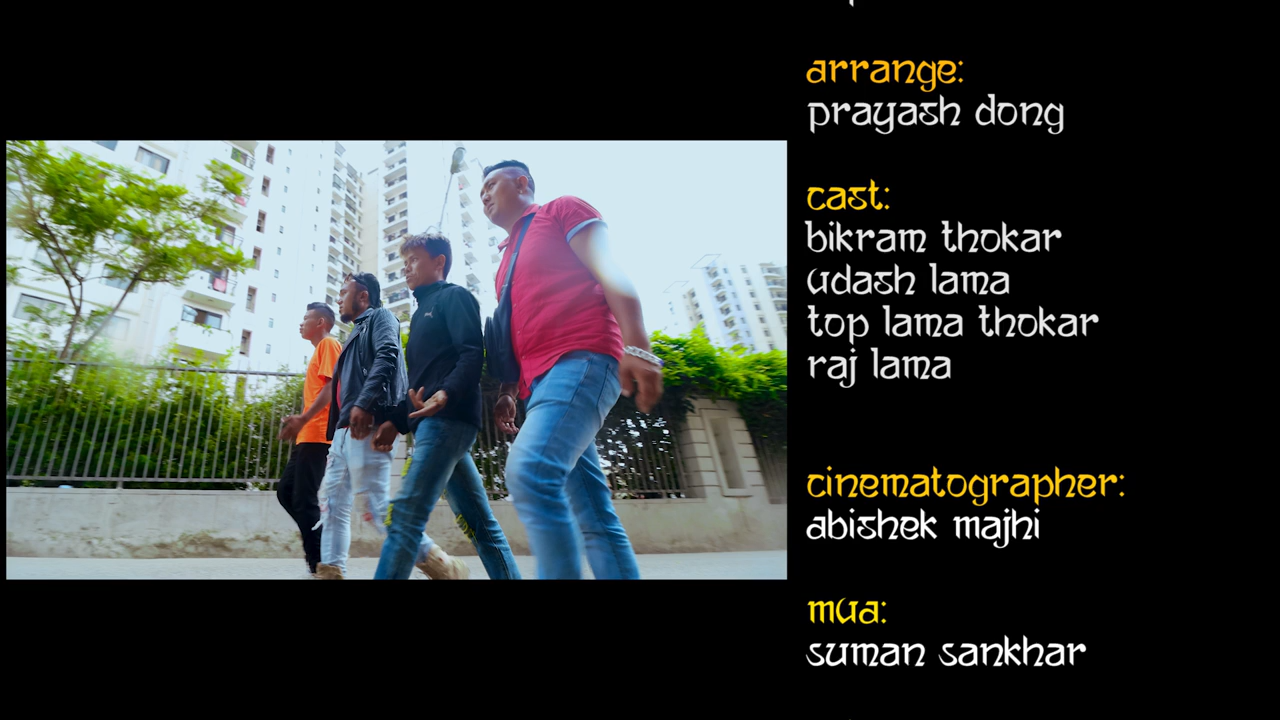 arrange:
prayash dong
cast:
bikram thokar
udash lama
top lama thokar
raj lama
cinematographer:
abishek majhi
mua:
suman sankhar